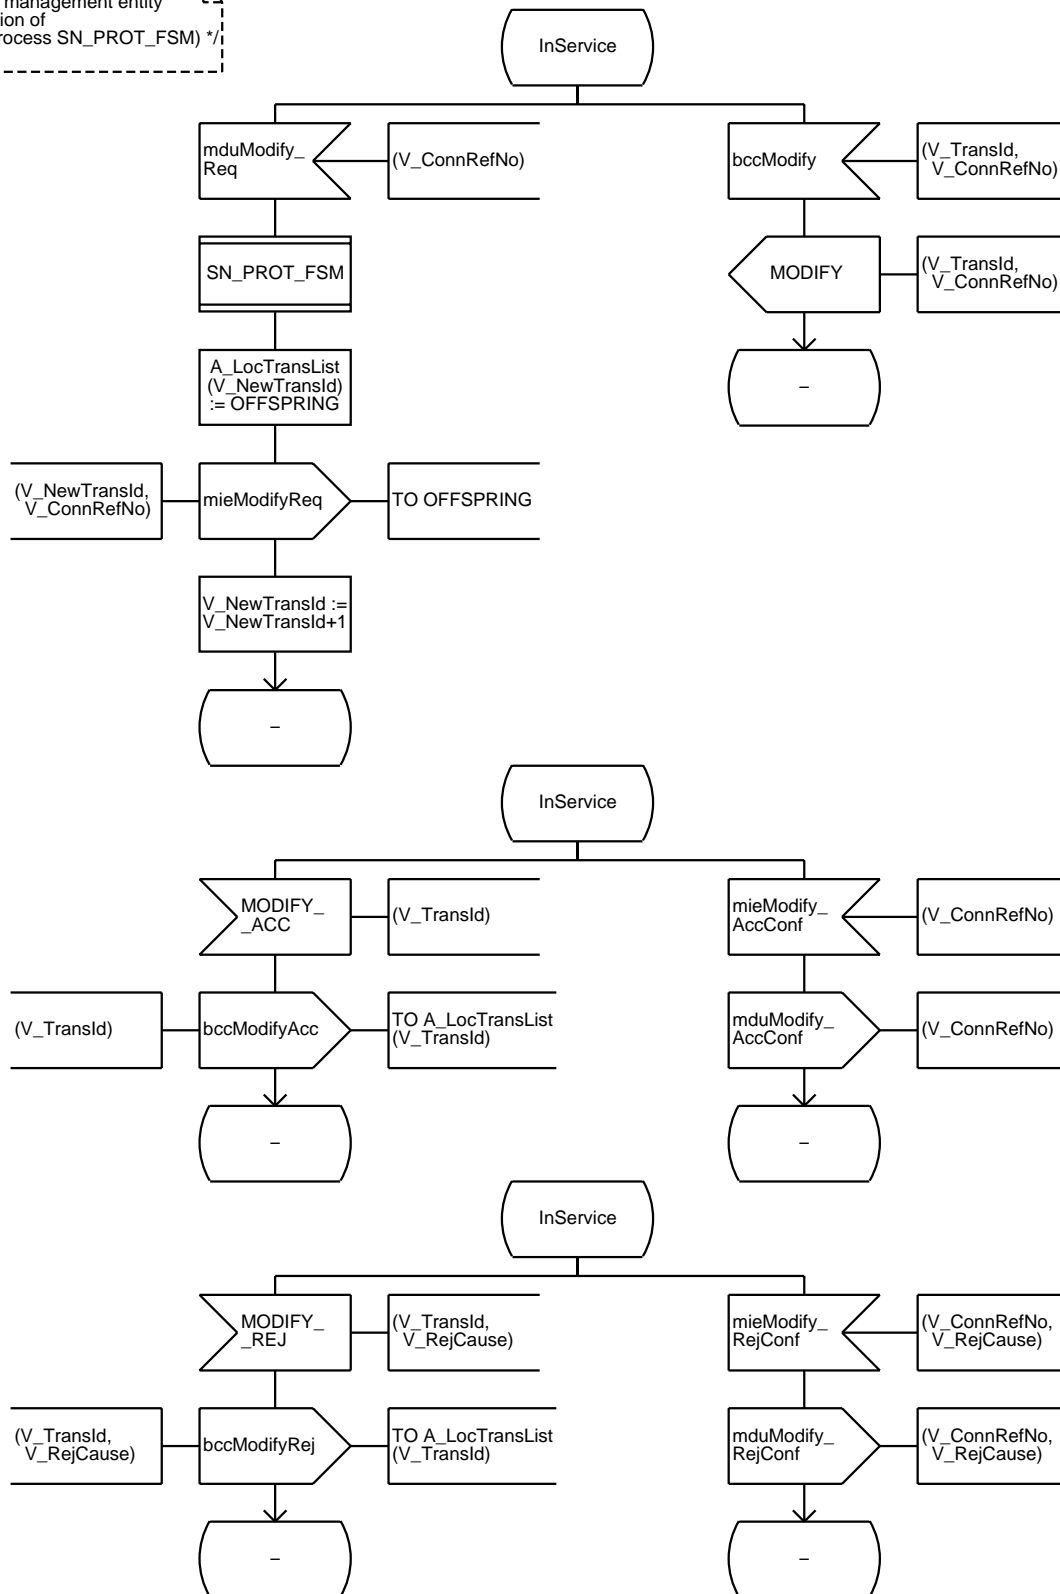 management entity
ion of
rocess SN_PROT_FSM) */
InService
mduModify_
Req
(V_ConnRefNo)
bccModify
(V_TransId,
V_ConnRefNo)
SN_PROT_FSM
MODIFY
(V_TransId,
V_ConnRefNo)
A_LocTransList
(V_NewTransId)
:= OFFSPRING
–
(V_NewTransId,
V_ConnRefNo)
mieModifyReq
TO OFFSPRING
V_NewTransId :=
V_NewTransId+1
–
InService
MODIFY_
_ACC
(V_TransId)
mieModify_
AccConf
(V_ConnRefNo)
(V_TransId)
bccModifyAcc
TO A_LocTransList
(V_TransId)
mduModify_
AccConf
(V_ConnRefNo)
–
–
InService
MODIFY_
_REJ
(V_TransId,
V_RejCause)
mieModify_
RejConf
(V_ConnRefNo,
V_RejCause)
(V_TransId,
V_RejCause)
bccModifyRej
TO A_LocTransList
(V_TransId)
mduModify_
RejConf
(V_ConnRefNo,
V_RejCause)
–
–